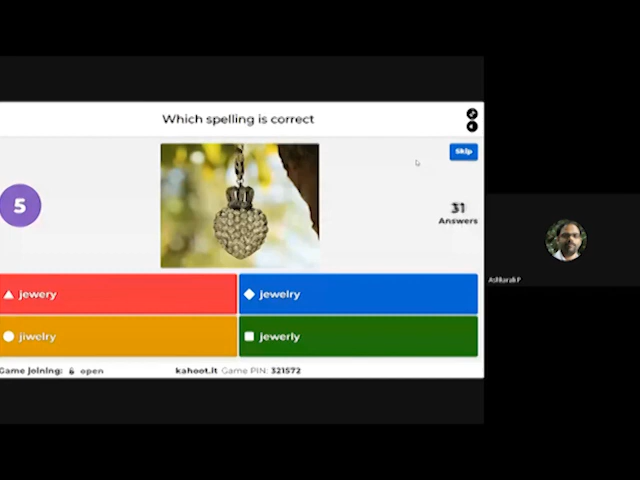 Which spelling is correct
Skip
5
31
Answers
jewery
jewelry
jiwelry
jewerly
Game joining: open
kahoot.it Game PIN: 321572